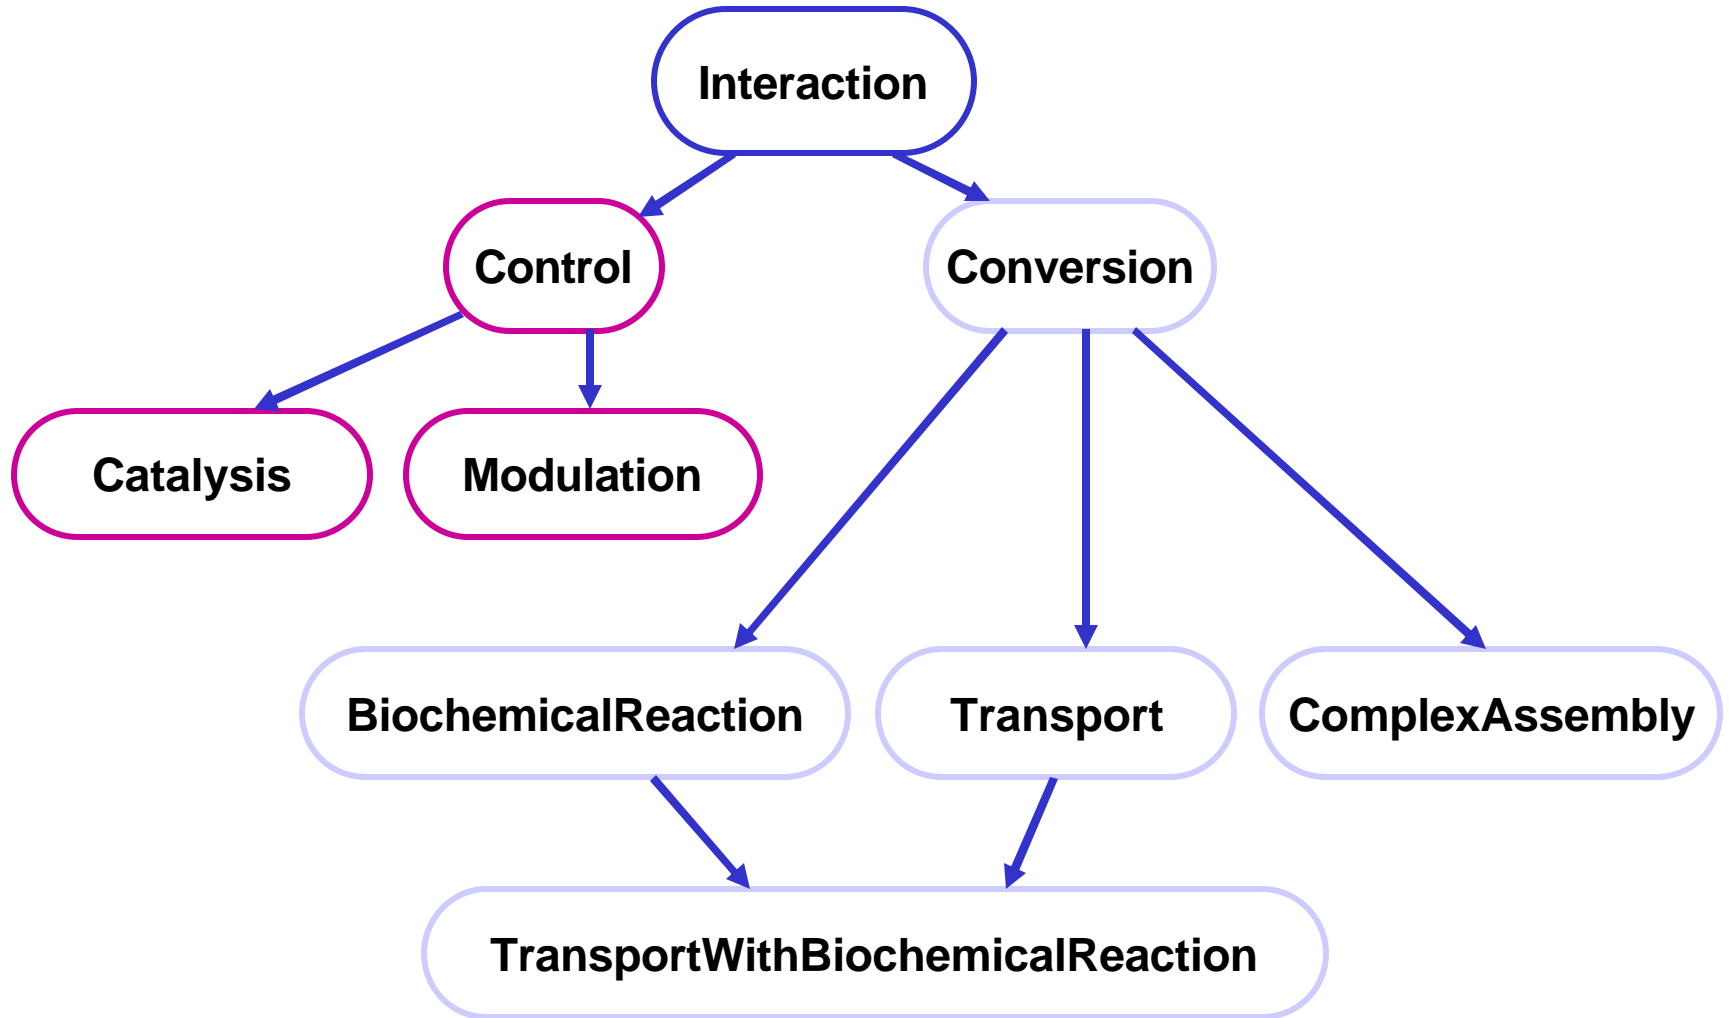 Interaction
Control
Conversion
Catalysis
Modulation
BiochemicalReaction
Transport
ComplexAssembly
TransportWithBiochemicalReaction